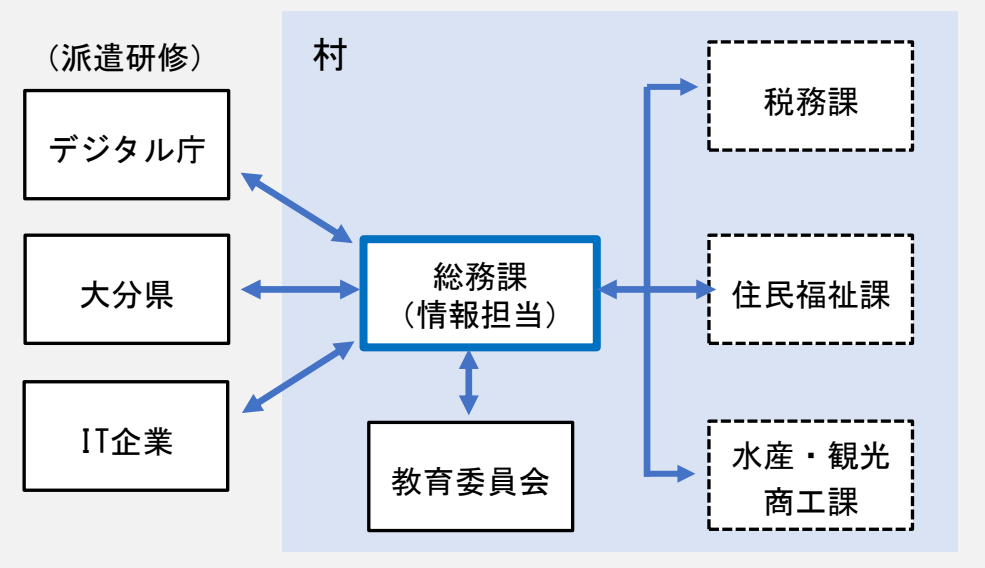 （派遣研修）
デジタル庁
大分県
IT企業
村
総務課
（情報担当）
教育委員会
税務課
住民福祉課
水産・観光
商工課